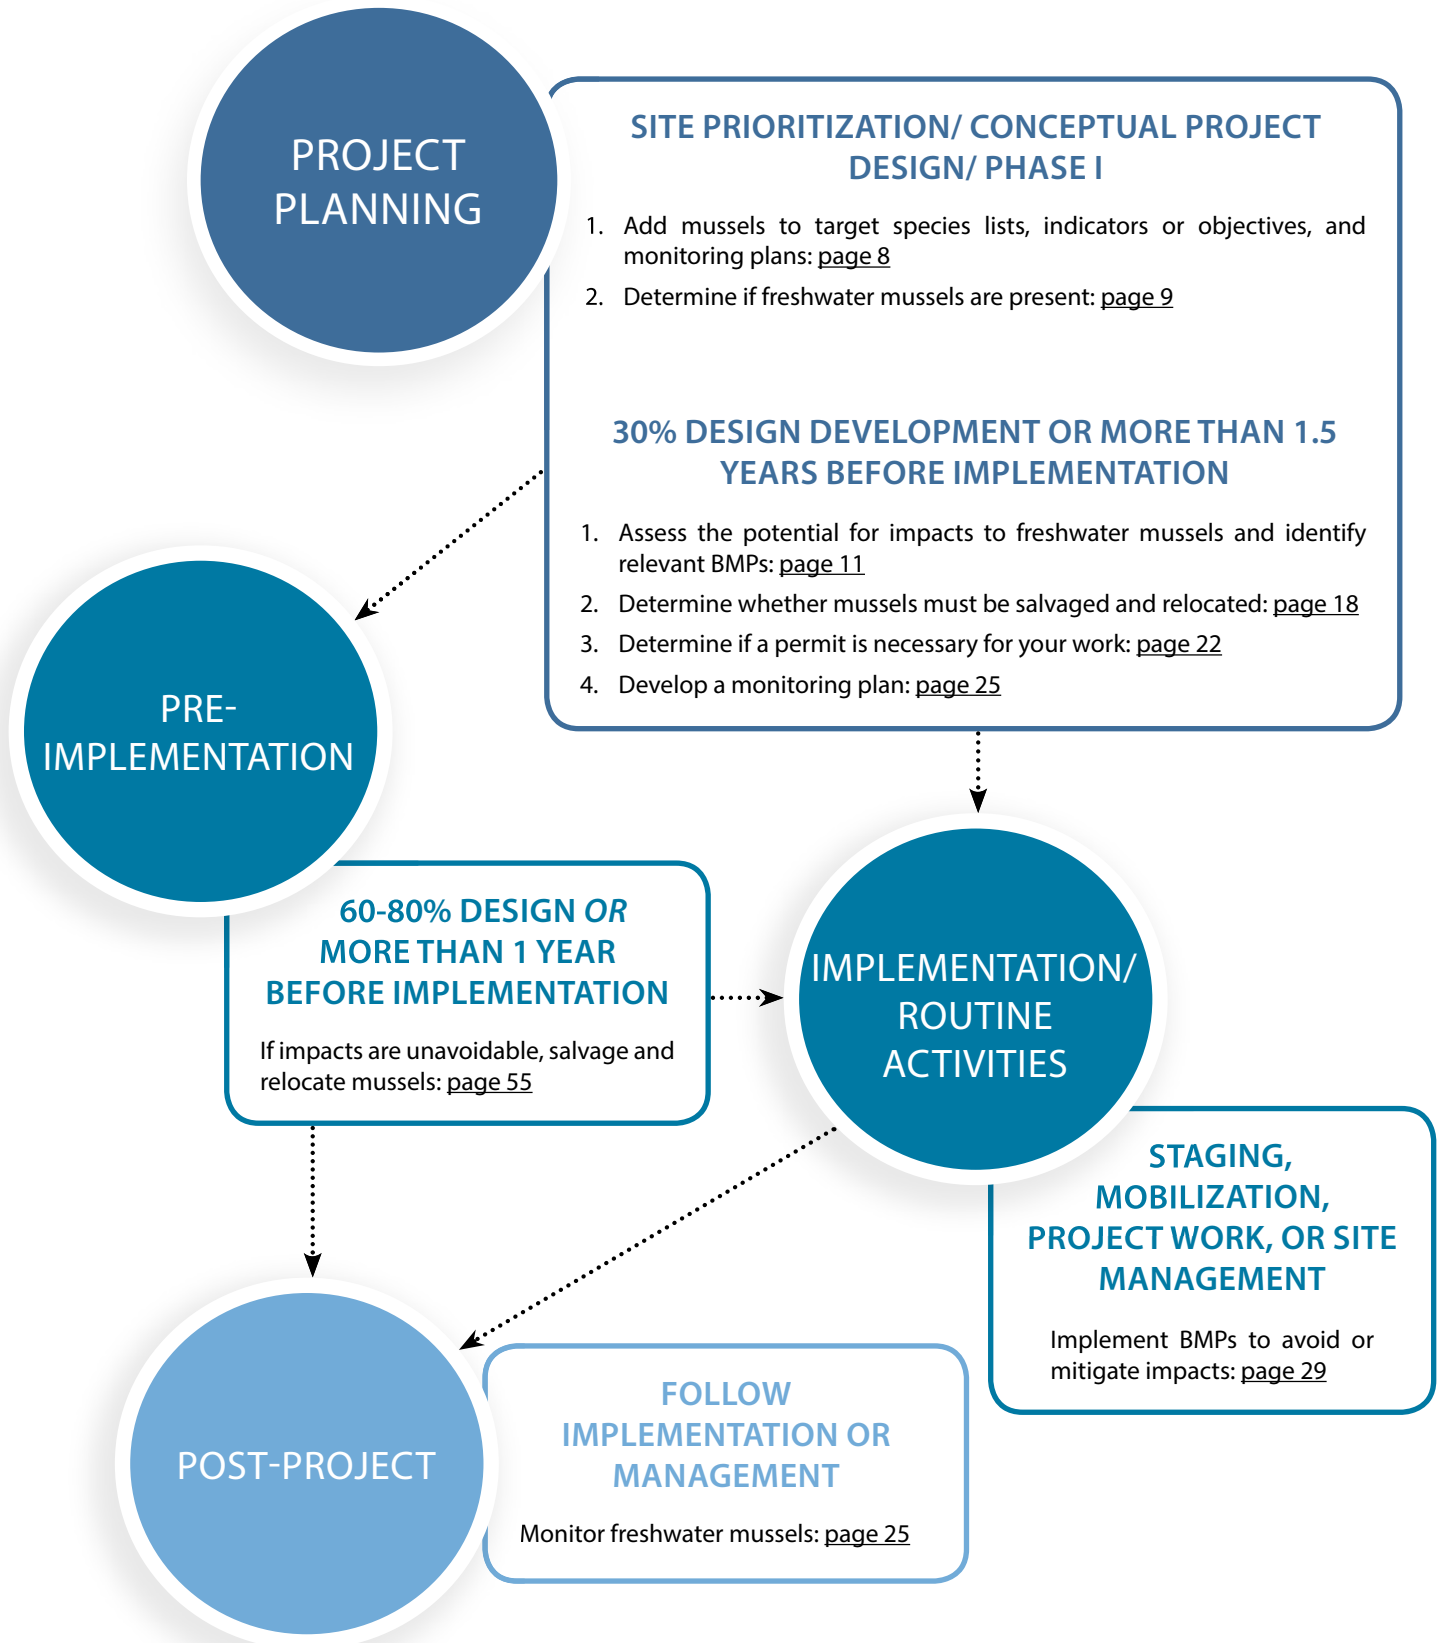 PROJECT
PLANNING
SITE PRIORITIZATION/ CONCEPTUAL PROJECT
DESIGN/ PHASE I
1. Add mussels to target species lists, indicators or objectives, and
monitoring plans: page 8
2. Determine if freshwater mussels are present: page 9
30% DESIGN DEVELOPMENT OR MORE THAN 1.5
YEARS BEFORE IMPLEMENTATION
1. Assess the potential for impacts to freshwater mussels and identify
relevant BMPs: page 11
2. Determine whether mussels must be salvaged and relocated: page 18
3. Determine if a permit is necessary for your work: page 22
4. Develop a monitoring plan: page 25
PRE-
IMPLEMENTATION
60-80% DESIGN OR
MORE THAN 1 YEAR
BEFORE IMPLEMENTATION
If impacts are unavoidable, salvage and
relocate mussels: page 55
IMPLEMENTATION/
ROUTINE
ACTIVITIES
STAGING,
MOBILIZATION,
PROJECT WORK, OR SITE
MANAGEMENT
Implement BMPs to avoid or
mitigate impacts: page 29
POST-PROJECT
FOLLOW
IMPLEMENTATION OR
MANAGEMENT
Monitor freshwater mussels: page 25